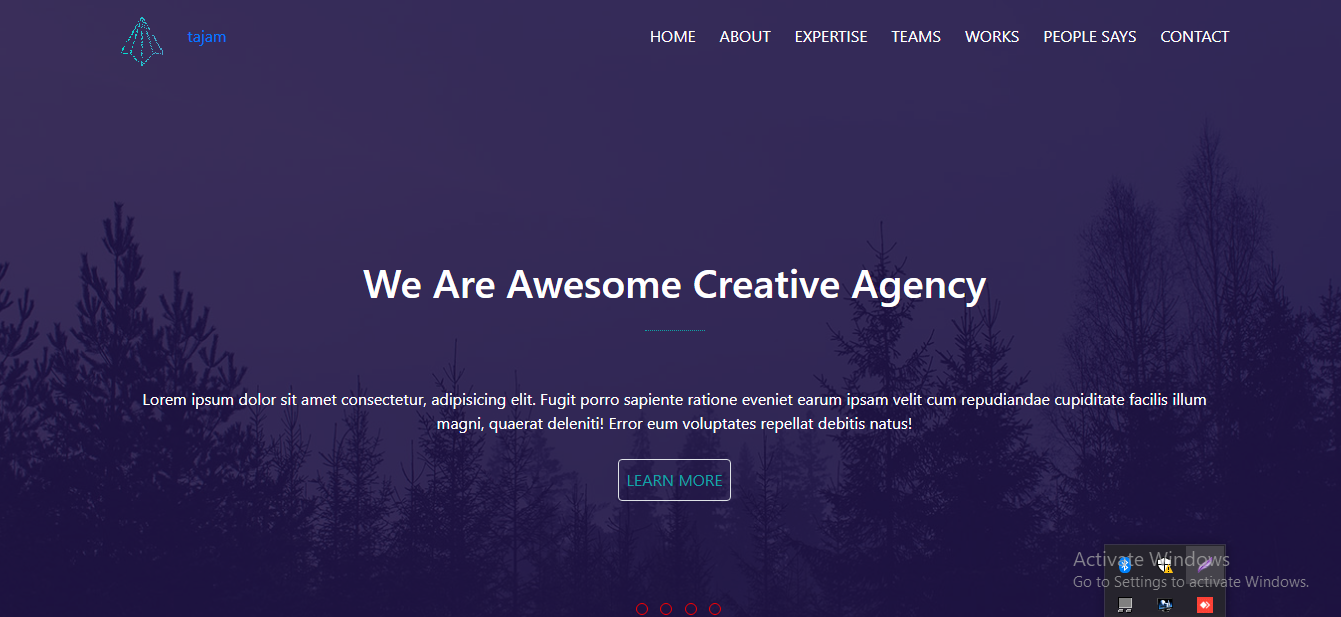 tajam
HOME ABOUT EXPERTISE TEAMS WORKS PEOPLE SAYS CONTACT
We Are Awesome Creative Agency
Lorem ipsum dolor sit amet consectetur, adipisicing elit. Fugit porro sapiente ratione eveniet earum ipsam velit cum repudiandae cupiditate facilis illum
magni, quaerat deleniti! Error eum voluptates repellat debitis natus!
LEARN MORE
Activate Windows
Go to Settings to activate Windows.